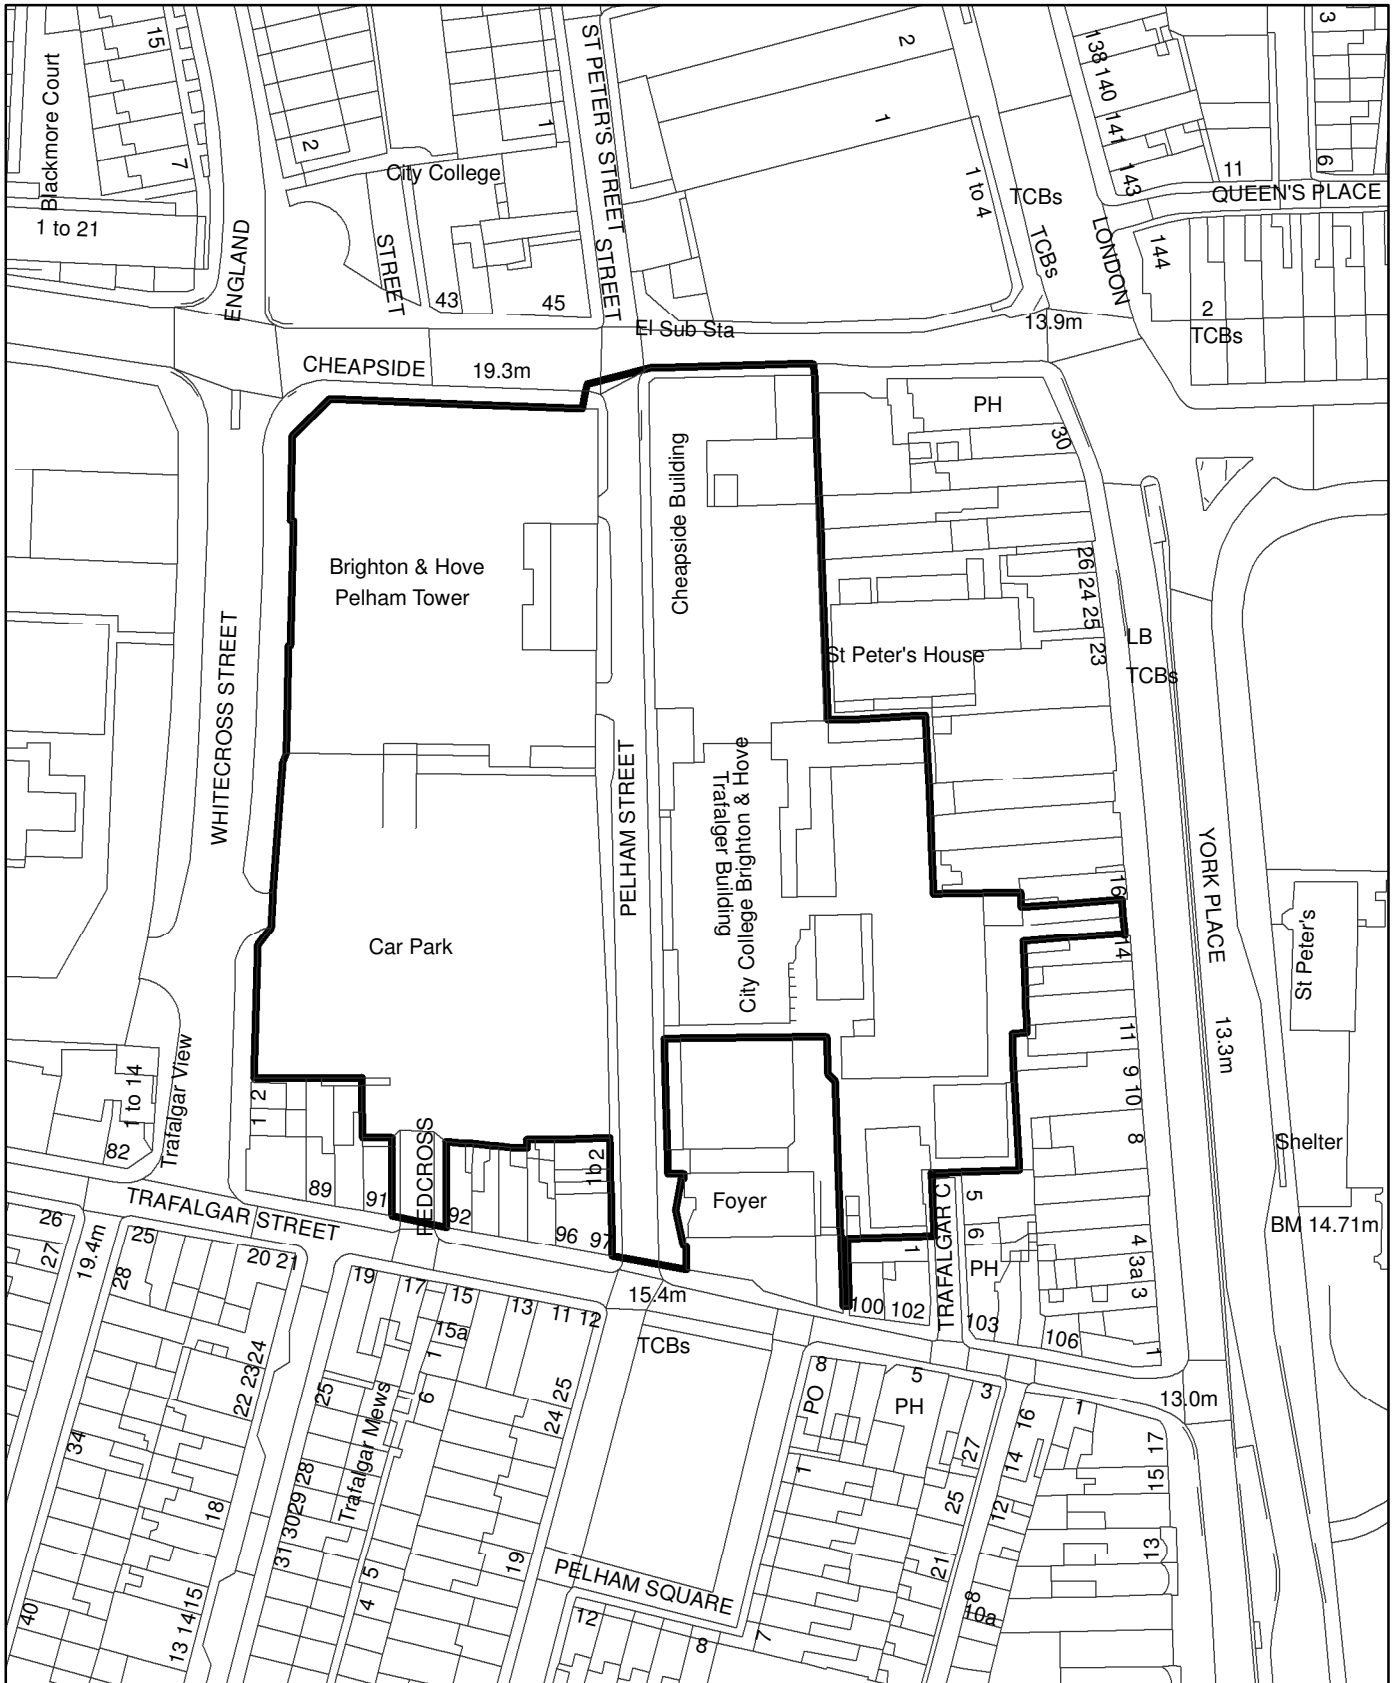 15
7
Blackmore Court
1 to 21
ENGLAND
2
1
City College
STREET
43
45
ST PETER'S STREET
STREET
2
1
1 to 4
138
140
141
143
TCBs
TCBs
LONDON
11
3
6
QUEEN'S PLACE
144
2
TCBs
El Sub Sta
13.9m
CHEAPSIDE
19.3m
PH
30
Brighton & Hove
Pelham Tower
Cheapside Building
26
24
25
23
LB
TCBs
St Peter's House
WHITECROSS STREET
PELHAM STREET
City College Brighton & Hove
Trafalger Building
16
14
11
9
10
8
YORK PLACE
13.3m
St Peter's
Car Park
Trafalgar View
1 to 14
82
2
1
89
91
REDCROSS
92
96
97
1b
2
Foyer
TRAFALGAR C
5
6
PH
1
100
102
103
106
4
3a
3
1
Shelter
BM 14.71m
TRAFALGAR STREET
26
27
19.4m
25
28
20
21
19
17
15
15a
13
11
12
15.4m
TCBs
1
6
24
23
22
25
Trafalgar Mews
25
24
8
PO
5
PH
3
27
16
14
1
13.0m
17
15
34
28
29
30
31
18
1
25
12
13
40
15
14
13
5
4
19
PELHAM SQUARE
12
8
7
21
8
10a